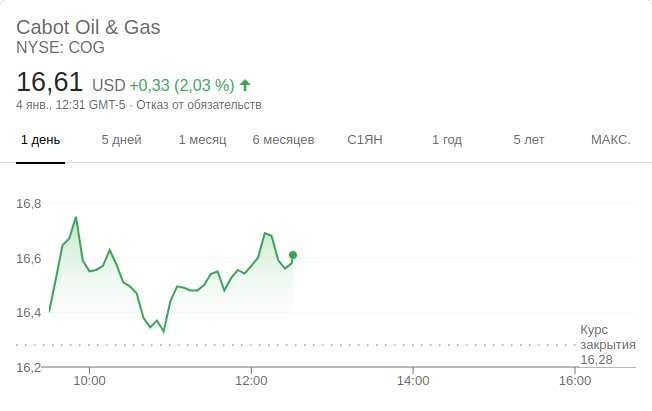 Cabot Oil & Gas
NYSE: COG
16,61 USD +0,33 (2,03 %)
4 янв., 12:31 GMT-5 · Отказ от обязательств
1 день 5 дней 1 месяц 6 месяцев С1ЯН 1 год 5 лет МАКС.
16,8
16,6
16,4
Курс
закрытия
16,28
16,2
10:00 12:00 14:00 16:00